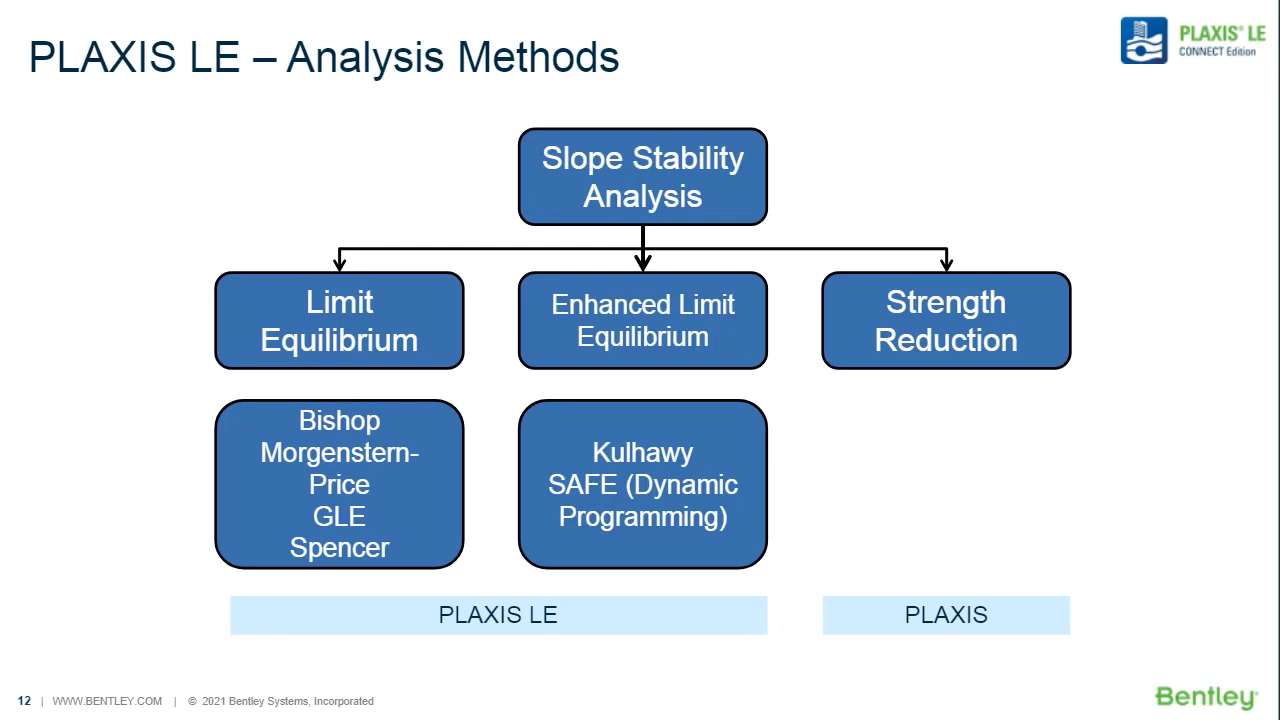 PLAXIS LE – Analysis Methods
PLAXIS® LE
CONNECT Edition
Slope Stability
Analysis
Limit
Equilibrium
Enhanced Limit
Equilibrium
Strength
Reduction
Bishop
Morgenstern-
Price
GLE
Spencer
Kulhawy
SAFE (Dynamic
Programming)
PLAXIS LE
PLAXIS
12 | WWW.BENTLEY.COM | © 2021 Bentley Systems, Incorporated
Bentley®